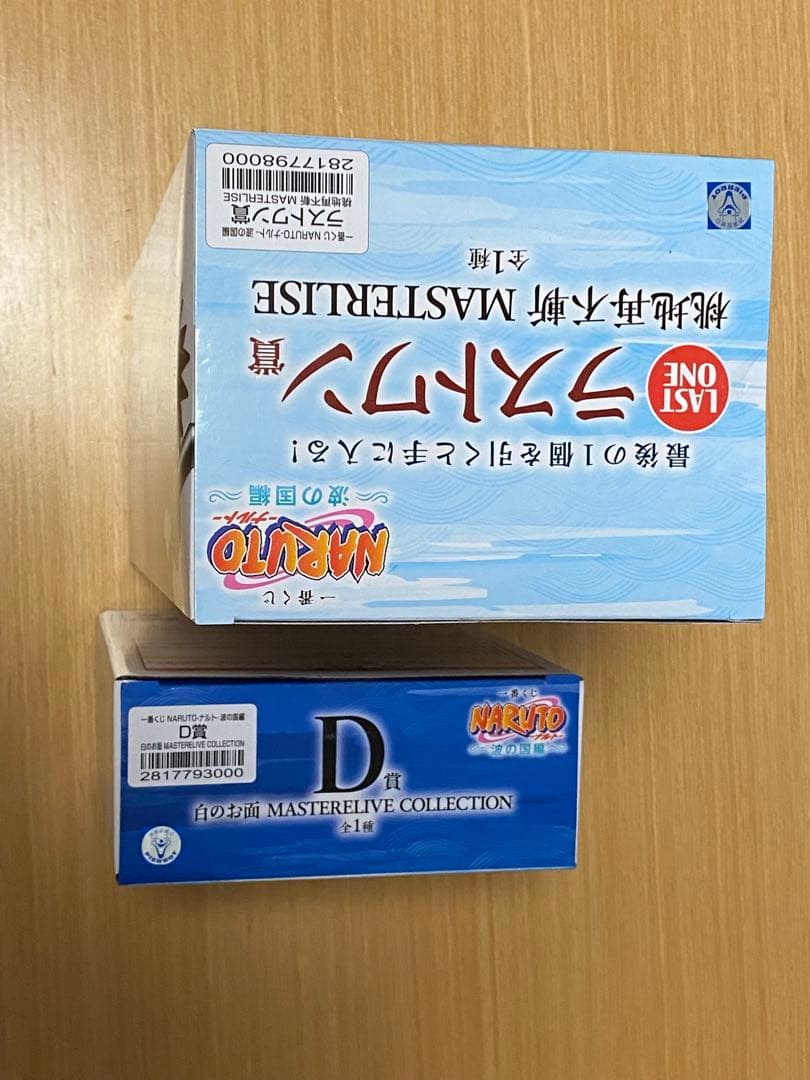 一番くじ
NARUTO
-ナルト-
波の国編
最後の1個を引くと手に入る!
LAST
ONE
ラストワン賞
桃地再不斬 MASTERLISE
全1種
一番くじ NARUTO-ナルト- 波の国編
ラストワン賞
桃地再不斬 MASTERLISE
2817798000
PIERROT
一番くじ NARUTO-ナルト- 波の国編
D賞
白のお面 MASTERELIVE COLLECTION
2817793000
一番くじ
NARUTO
-ナルト-
波の国編
D賞
白のお面 MASTERELIVE COLLECTION
全1種
PIERROT